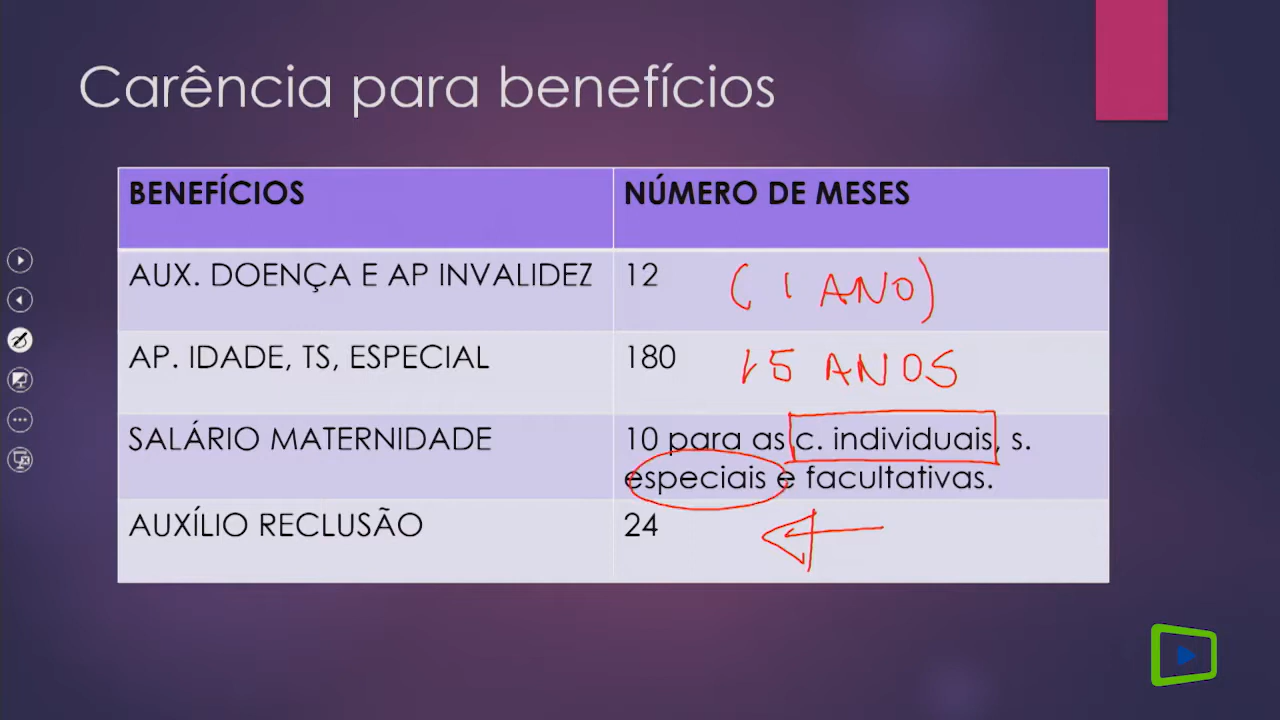 Carência para benefícios
BENEFÍCIOS NÚMERO DE MESES
AUX. DOENÇA E AP INVALIDEZ 12 (1 ANO)
AP. IDADE, TS, ESPECIAL 180 15 ANOS
SALÁRIO MATERNIDADE 10 para as c. individuais, s.
especiais e facultativas.
AUXÍLIO RECLUSÃO 24